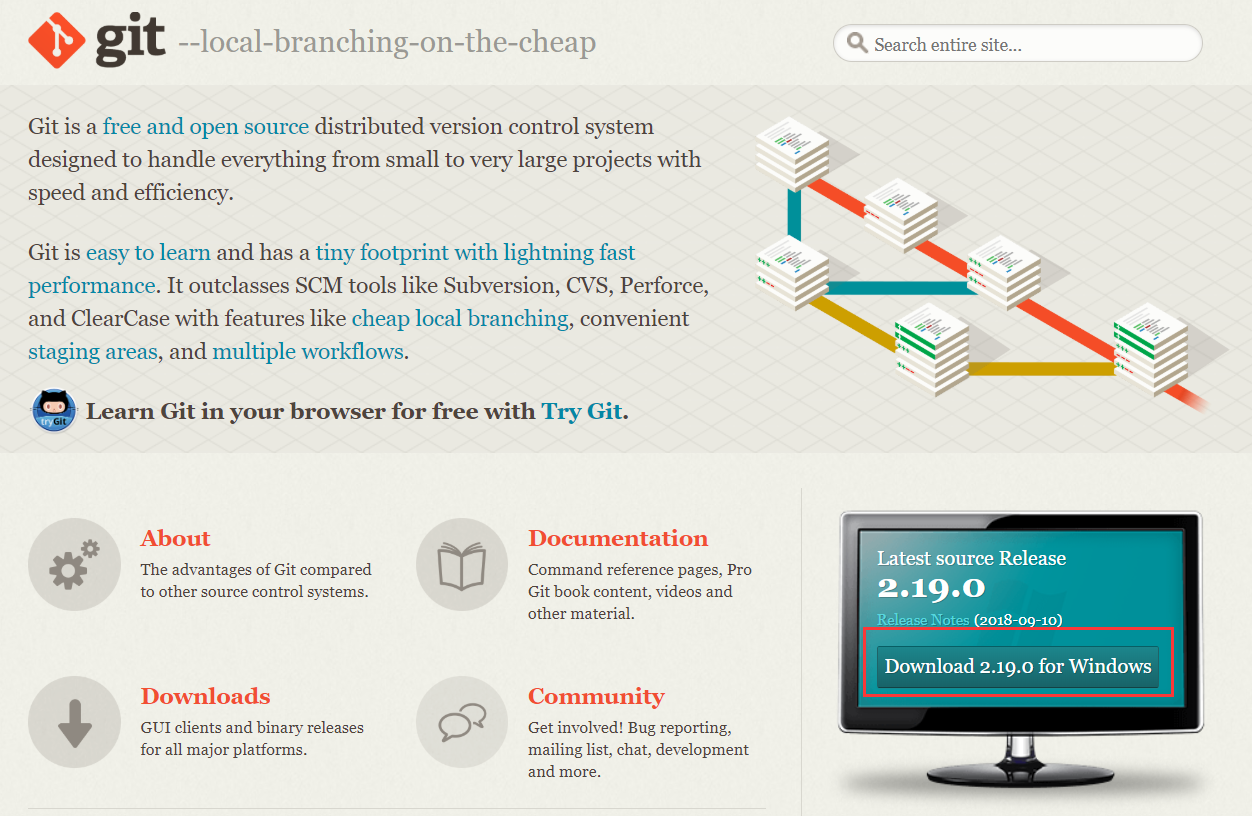 git --local-branching-on-the-cheap
Search entire site...
Git is a free and open source distributed version control system
designed to handle everything from small to very large projects with
speed and efficiency.
Git is easy to learn and has a tiny footprint with lightning fast
performance. It outclasses SCM tools like Subversion, CVS, Perforce,
and ClearCase with features like cheap local branching, convenient
staging areas, and multiple workflows.
tryGit
Learn Git in your browser for free with Try Git.
About
The advantages of Git compared
to other source control systems.
Documentation
Command reference pages, Pro
Git book content, videos and
other material.
Downloads
GUI clients and binary releases
for all major platforms.
Community
Get involved! Bug reporting,
mailing list, chat, development
and more.
Latest source Release
2.19.0
Release Notes (2018-09-10)
Download 2.19.0 for Windows